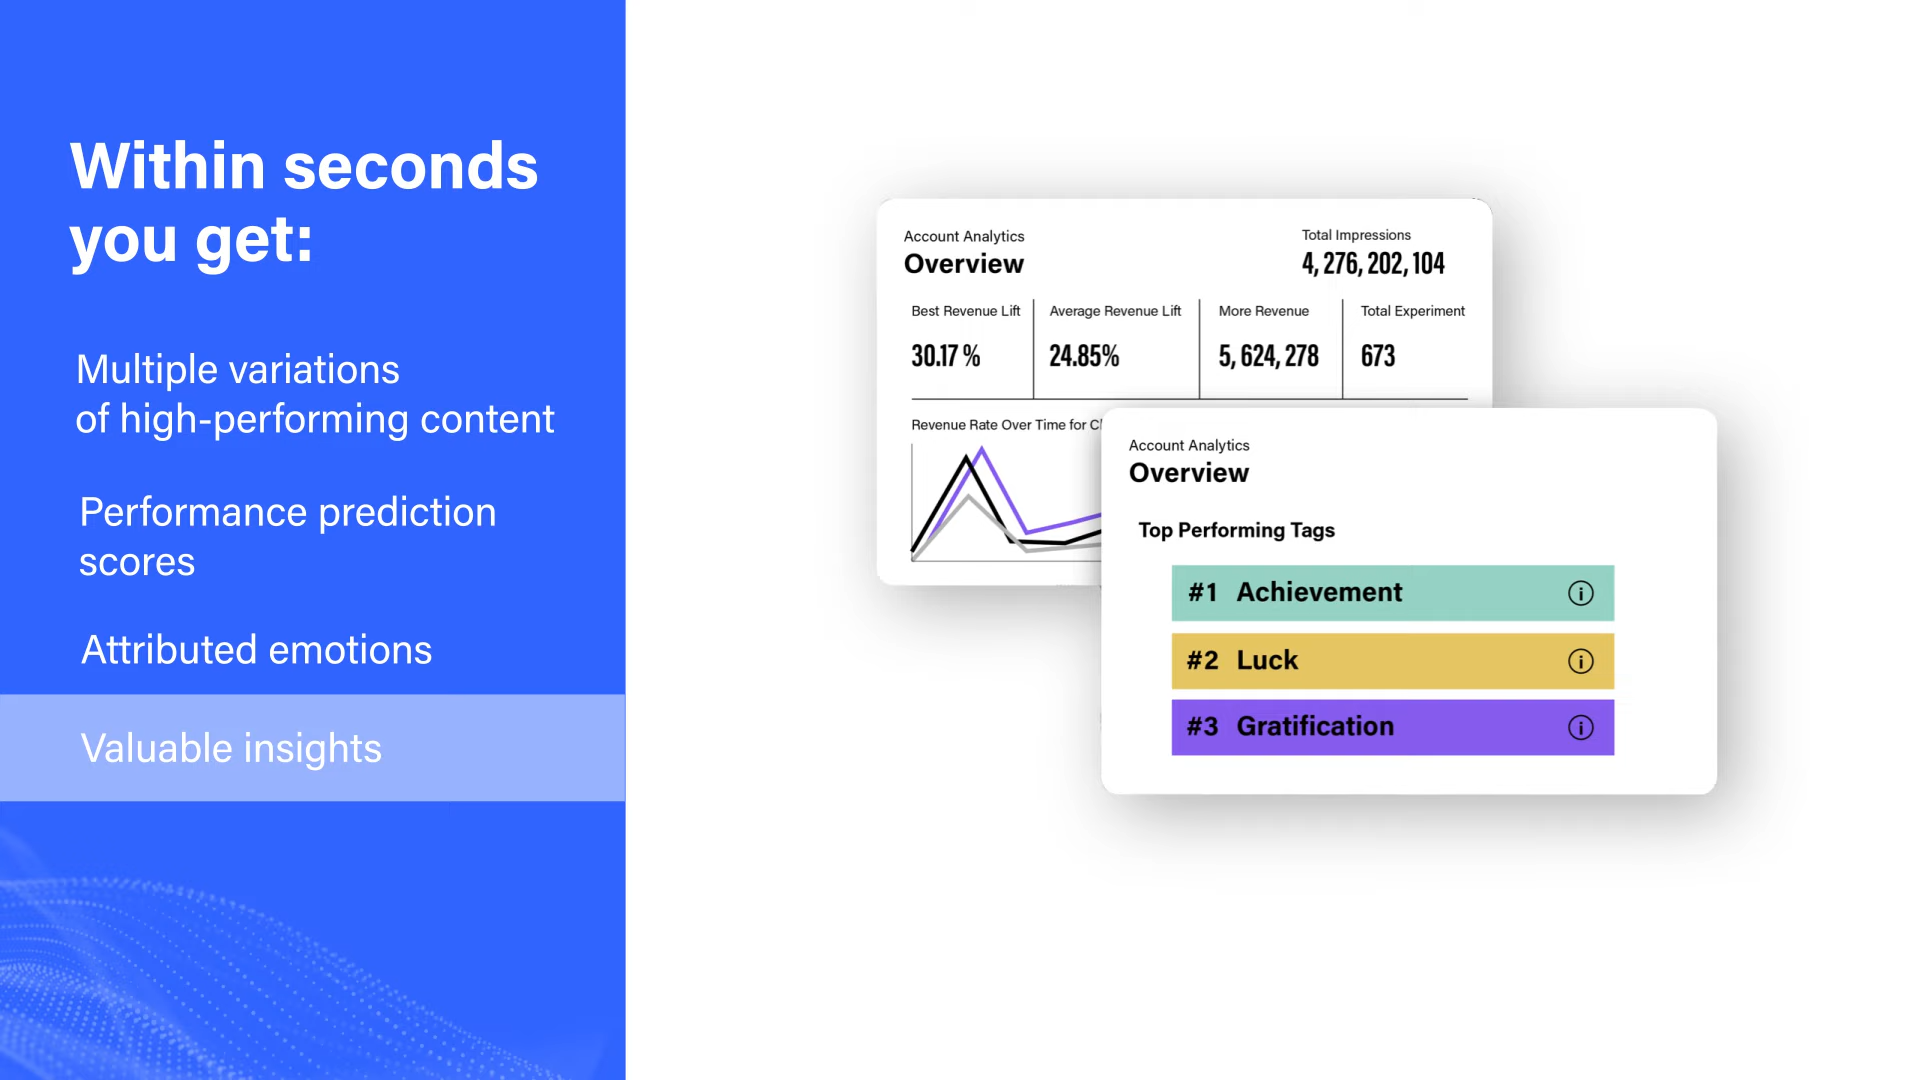 Within seconds
you get:
Multiple variations
of high-performing content
Performance prediction
scores
Attributed emotions
Valuable insights
Account Analytics
Overview
Total Impressions
4, 276, 202, 104
Best Revenue Lift
30.17 %
Average Revenue Lift
24.85%
More Revenue
5, 624, 278
Total Experiment
673
Revenue Rate Over Time for
Account Analytics
Overview
Top Performing Tags
#1 Achievement
#2 Luck
#3 Gratification